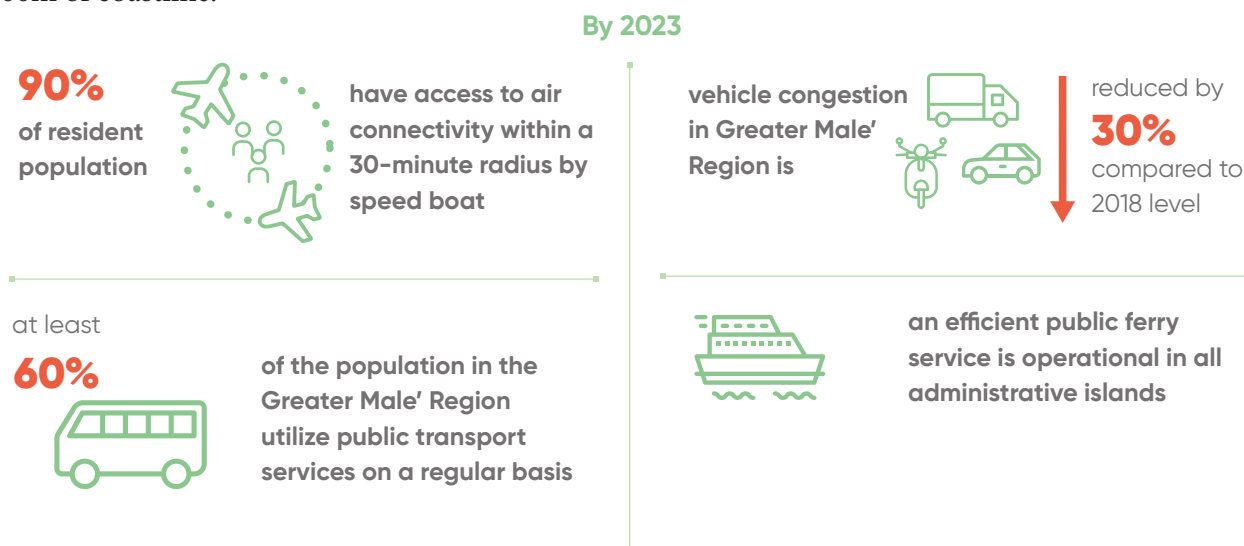 By 2023
90%
of resident
population
have access to air
connectivity within a
30-minute radius by
speed boat
vehicle congestion
in Greater Male’
Region is
reduced by
30%
compared to
2018 level
at least
60%
of the population in the
Greater Male’ Region
utilize public transport
services on a regular basis
an efficient public ferry
service is operational in all
administrative islands